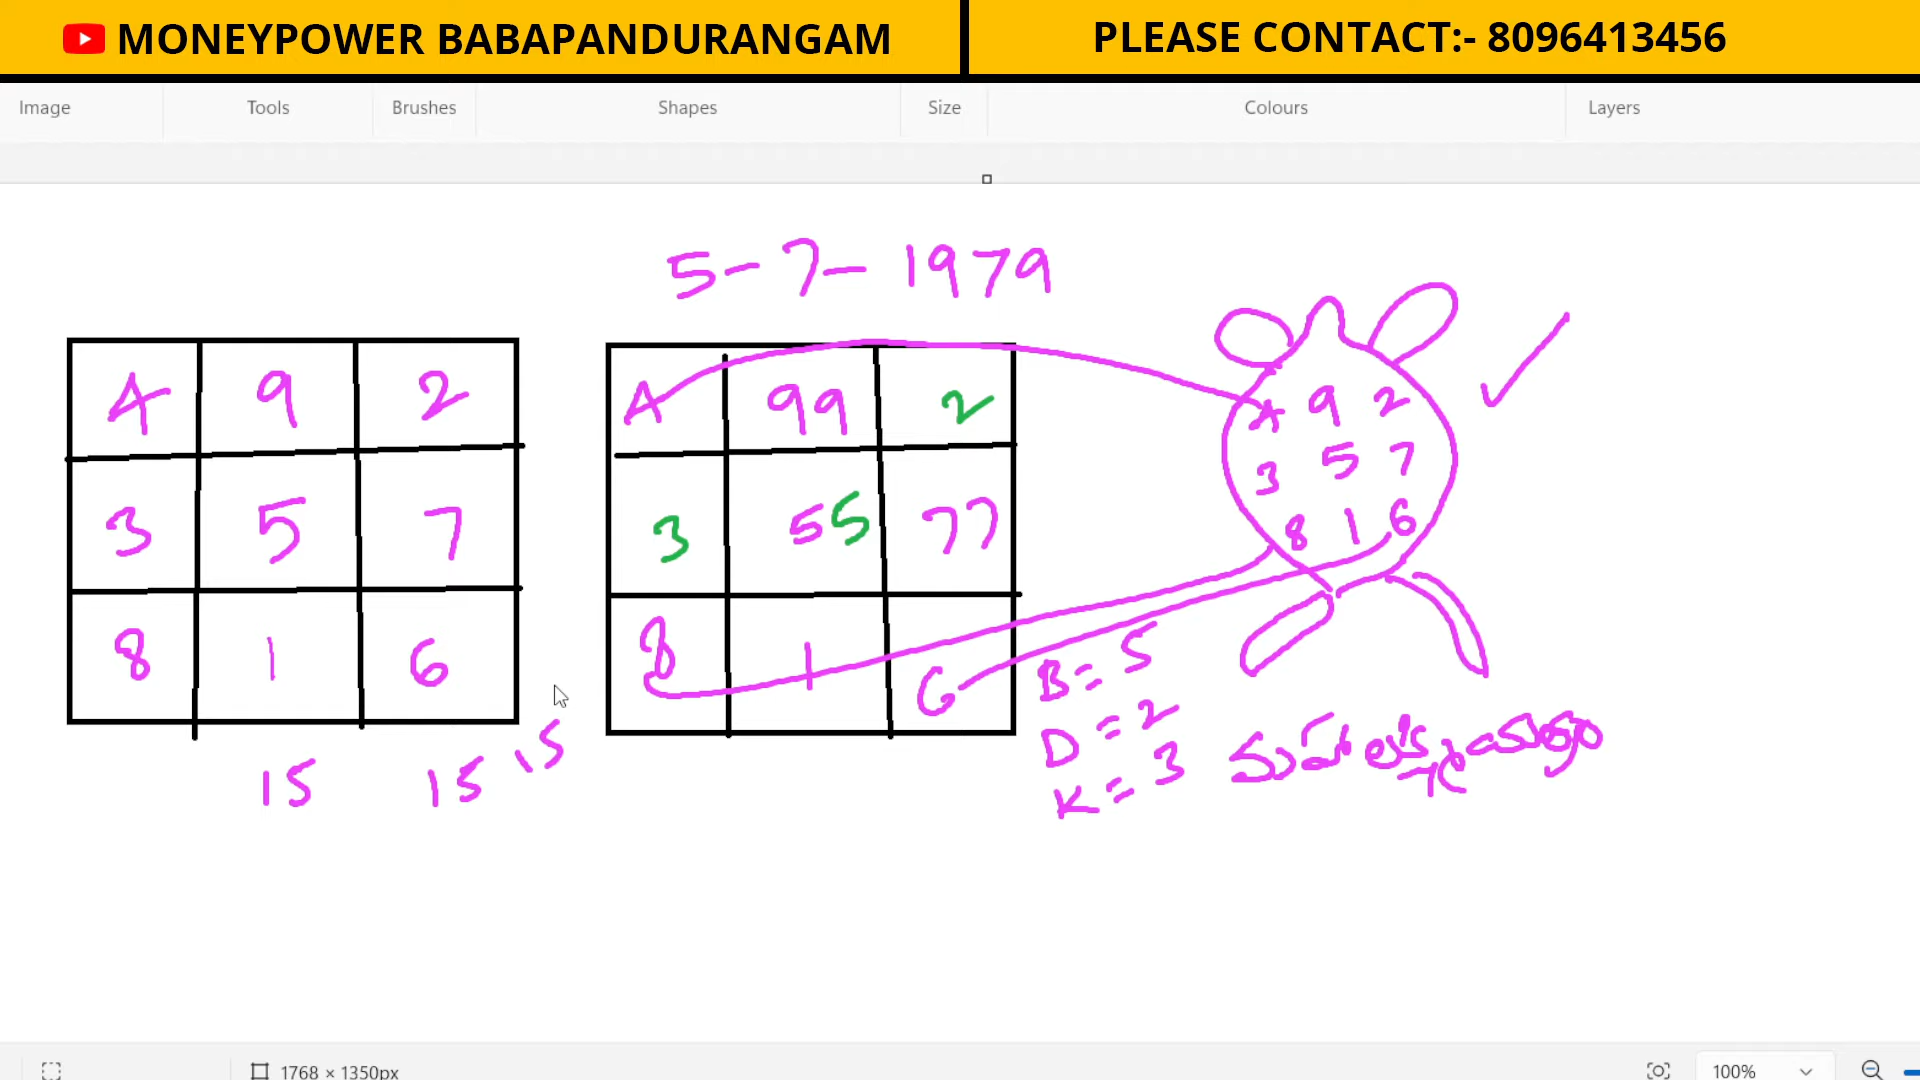 MONEYPOWER BABAPANDURANGAM
PLEASE CONTACT:- 8096413456
Image Tools Brushes Shapes Size Colours Layers
5-7-1979
4 9 2
3 5 7
8 1 6
15 15 15
4 99 2
3 55 77
8 1 6
4 9 2
3 5 7
8 1 6
B=5
D=2
K=3
1768 × 1350px
100%